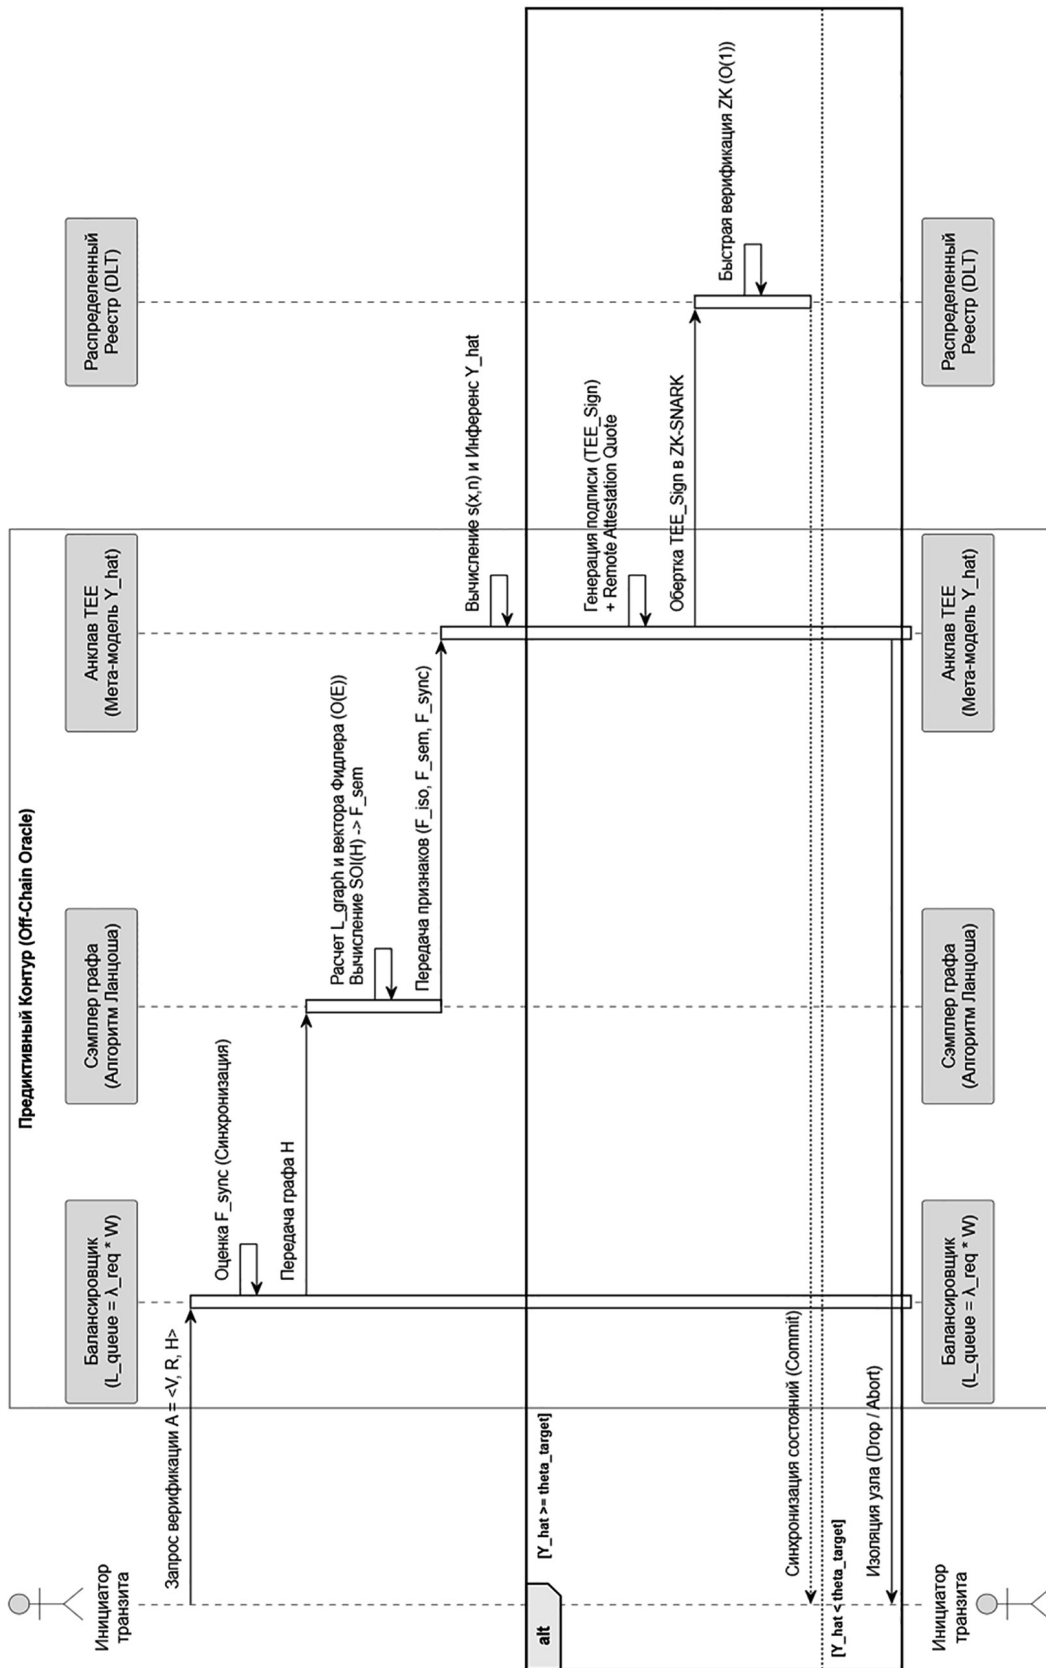 Предиктивный Контур (Off-Chain Oracle)
Инициатор
транзита
Балансировщик
(L_queue = λ_req * W)
Сэмплер графа
(Алгоритм Ланцоша)
Анклав TEE
(Мета-модель Y_hat)
Распределенный
Реестр (DLT)
Запрос верификации A = <V, R, H>
Оценка F_sync (Синхронизация)
Передача графа H
Расчет L_graph и вектора Фидлера (O(E))
Вычисление SOI(H) -> F_sem
Передача признаков (F_iso, F_sem, F_sync)
Вычисление s(x,n) и Инференс Y_hat
alt
[Y_hat >= theta_target]
Генерация подписи (TEE_Sign)
+ Remote Attestation Quote
Обертка TEE_Sign в ZK-SNARK
Быстрая верификация ZK (O(1))
Синхронизация состояний (Commit)
[Y_hat < theta_target]
Изоляция узла (Drop / Abort)
Инициатор
транзита
Балансировщик
(L_queue = λ_req * W)
Сэмплер графа
(Алгоритм Ланцоша)
Анклав TEE
(Мета-модель Y_hat)
Распределенный
Реестр (DLT)